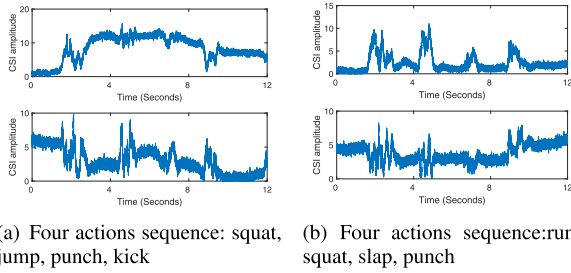 20
10
0
CSI amplitude
0 4 8 12
Time (Seconds)
10
5
0
CSI amplitude
0 4 8 12
Time (Seconds)
(a) Four actions sequence: squat,
jump, punch, kick
15
10
5
0
CSI amplitude
0 4 8 12
Time (Seconds)
10
5
0
CSI amplitude
0 4 8 12
Time (Seconds)
(b) Four actions sequence:run
squat, slap, punch